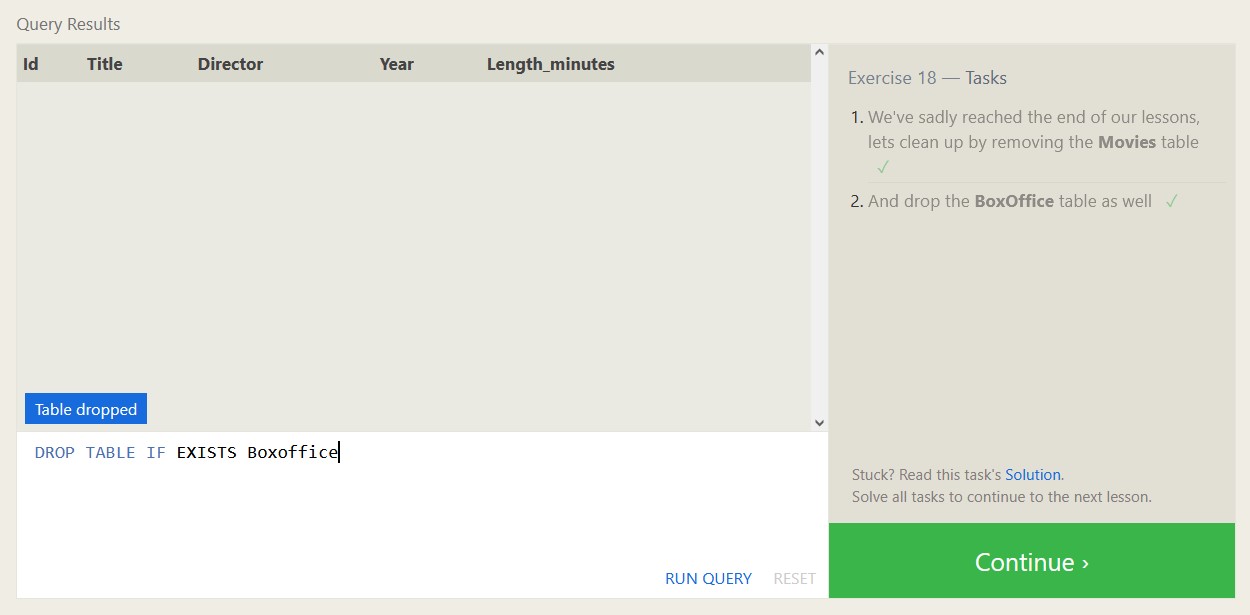 Query Results
Id Title Director Year Length_minutes
Table dropped
DROP TABLE IF EXISTS Boxoffice
RUN QUERY RESET
Exercise 18 — Tasks
1. We've sadly reached the end of our lessons,
lets clean up by removing the Movies table
✓
2. And drop the BoxOffice table as well ✓
Stuck? Read this task's Solution.
Solve all tasks to continue to the next lesson.
Continue ›